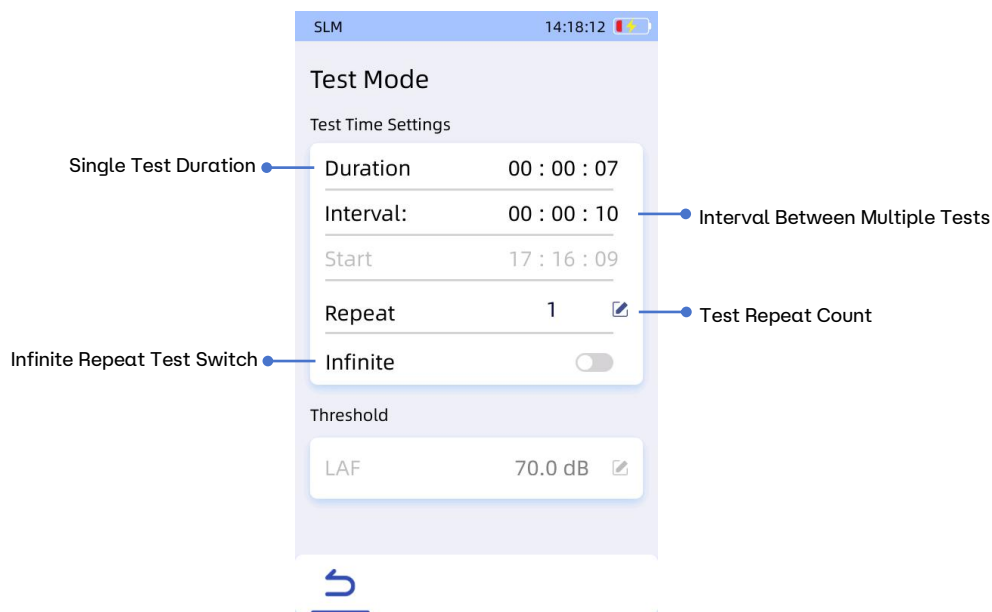 SLM 14:18:12
Test Mode
Test Time Settings
Single Test Duration Duration 00 : 00 : 07
Interval: 00 : 00 : 10 Interval Between Multiple Tests
Start 17 : 16 : 09
Repeat 1 Test Repeat Count
Infinite Repeat Test Switch Infinite
Threshold
LAF 70.0 dB